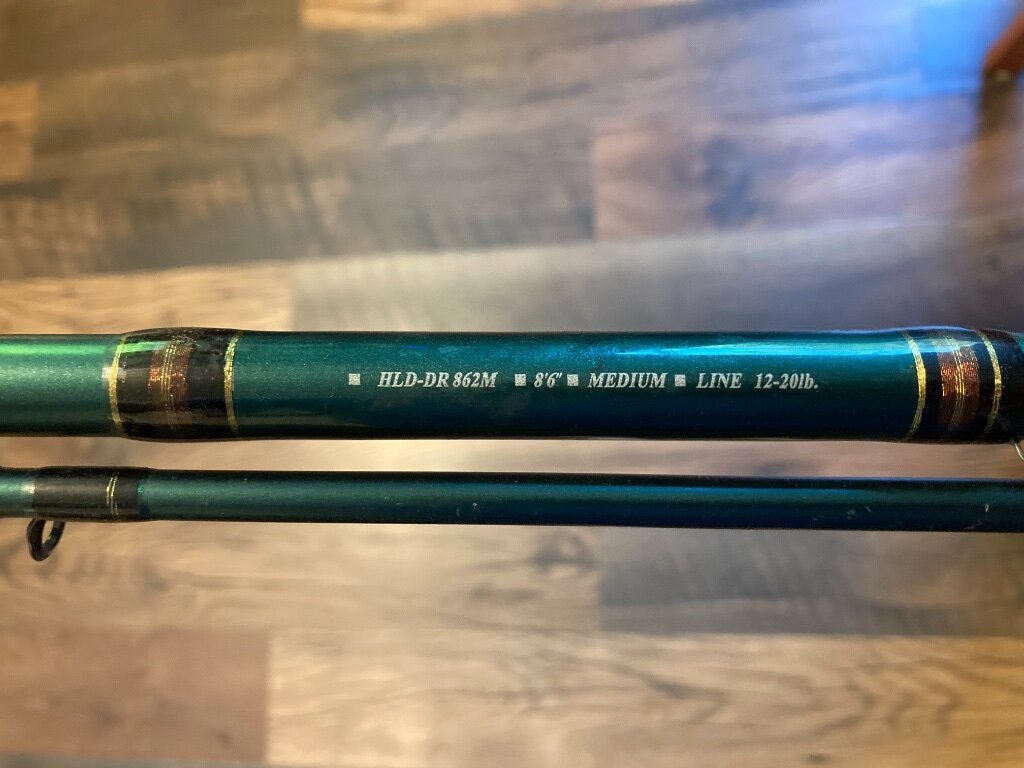 HLD-DR 862M ▪ 8'6" ▪ MEDIUM ▪ LINE 12-20lb.